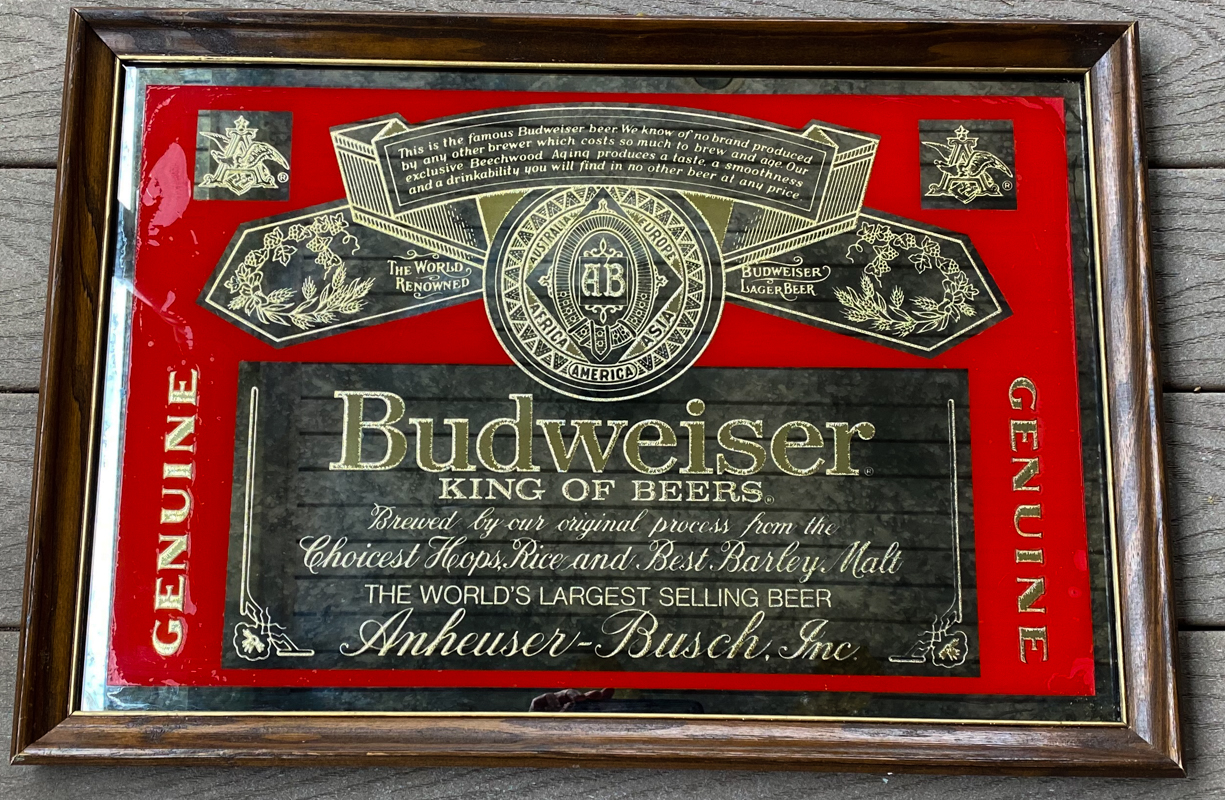 This is the famous Budweiser beer. We know of no brand produced
by any other brewer which costs so much to brew and age. Our
exclusive Beechwood Aging produces a taste, a smoothness
and a drinkability you will find in no other beer at any price.
®
®
AUSTRALIA
EUROPE
THE WORLD
RENOWNED
AB
BUDWEISER
LAGER BEER
AFRICA
ASIA
AMERICA
GENUINE
GENUINE
Budweiser®
KING OF BEERS®
Brewed by our original process from the
Choicest Hops, Rice and Best Barley Malt
THE WORLD'S LARGEST SELLING BEER
Anheuser-Busch, Inc.